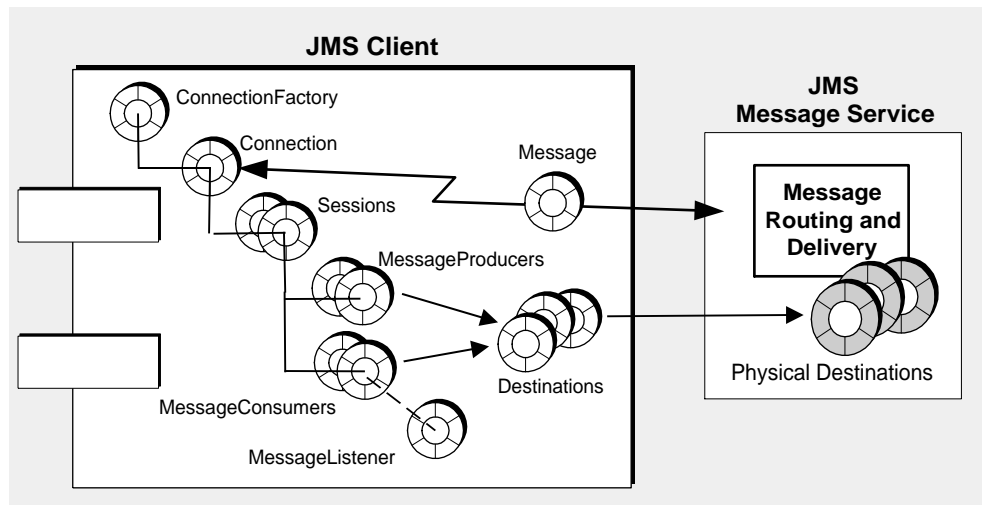 JMS Client
ConnectionFactory
Connection
Message
Sessions
MessageProducers
Destinations
MessageConsumers
MessageListener
JMS
Message Service
Message
Routing and
Delivery
Physical Destinations